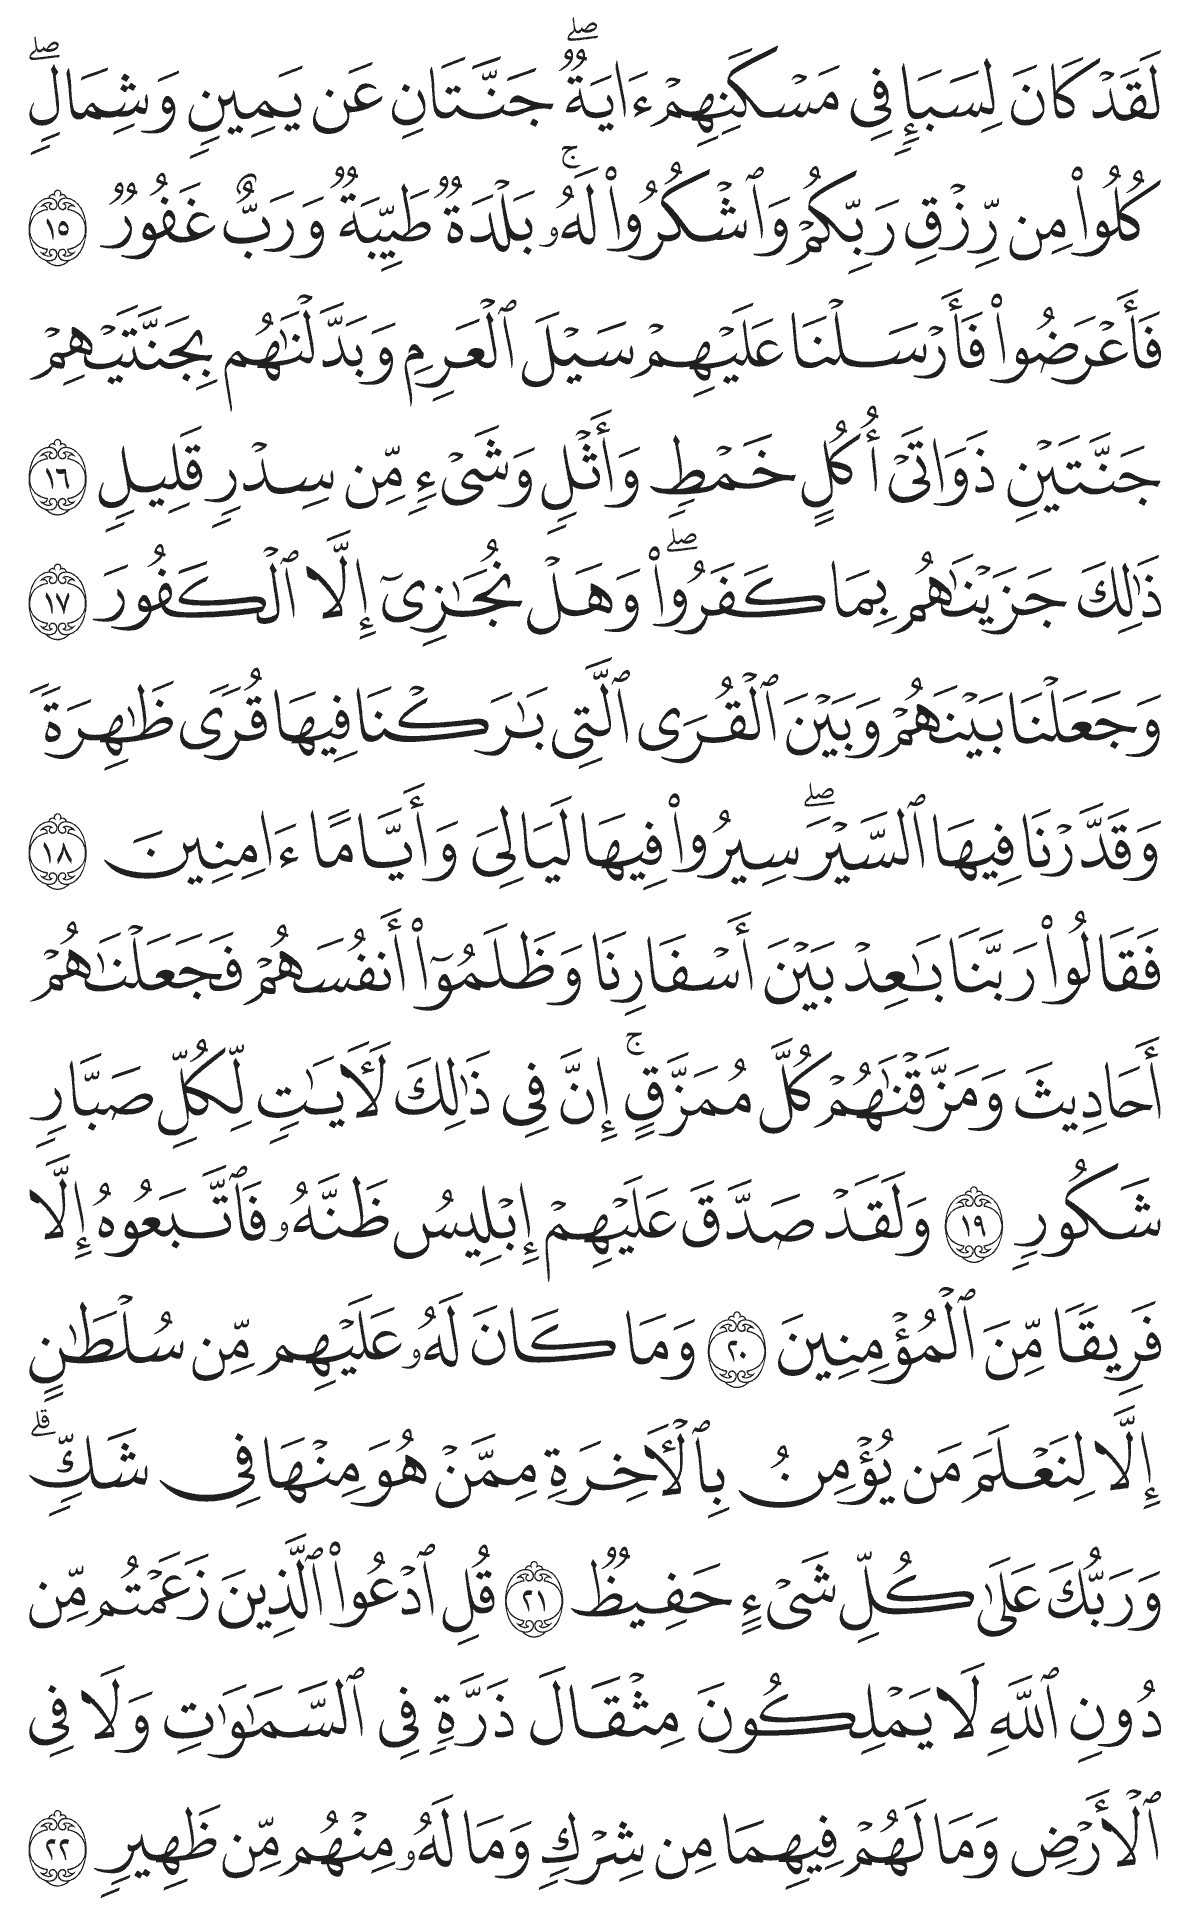 لَقَدۡ كَانَ لِسَبَإٖ فِي مَسۡكَنِهِمۡ ءَايَةٞۖ جَنَّتَانِ عَن يَمِينٖ وَشِمَالٖۖ
كُلُواْ مِن رِّزۡقِ رَبِّكُمۡ وَٱشۡكُرُواْ لَهُۥۚ بَلۡدَةٞ طَيِّبَةٞ وَرَبٌّ غَفُورٞ ١٥
فَأَعۡرَضُواْ فَأَرۡسَلۡنَا عَلَيۡهِمۡ سَيۡلَ ٱلۡعَرِمِ وَبَدَّلۡنَٰهُم بِجَنَّتَيۡهِمۡ
جَنَّتَيۡنِ ذَوَاتَيۡ أُكُلٍ خَمۡطٖ وَأَثۡلٖ وَشَيۡءٖ مِّن سِدۡرٖ قَلِيلٖ ١٦
ذَٰلِكَ جَزَيۡنَٰهُم بِمَا كَفَرُواْۖ وَهَلۡ نُجَٰزِيٓ إِلَّا ٱلۡكَفُورَ ١٧
وَجَعَلۡنَا بَيۡنَهُمۡ وَبَيۡنَ ٱلۡقُرَى ٱلَّتِي بَٰرَكۡنَا فِيهَا قُرٗى ظَٰهِرَةٗ
وَقَدَّرۡنَا فِيهَا ٱلسَّيۡرَۖ سِيرُواْ فِيهَا لَيَالِيَ وَأَيَّامًا ءَامِنِينَ ١٨
فَقَالُواْ رَبَّنَا بَٰعِدۡ بَيۡنَ أَسۡفَارِنَا وَظَلَمُوٓاْ أَنفُسَهُمۡ فَجَعَلۡنَٰهُمۡ
أَحَادِيثَ وَمَزَّقۡنَٰهُمۡ كُلَّ مُمَزَّقٍۚ إِنَّ فِي ذَٰلِكَ لَأٓيَٰتٖ لِّكُلِّ صَبَّارٖ
شَكُورٖ ١٩ وَلَقَدۡ صَدَّقَ عَلَيۡهِمۡ إِبۡلِيسُ ظَنَّهُۥ فَٱتَّبَعُوهُ إِلَّا
فَرِيقٗا مِّنَ ٱلۡمُؤۡمِنِينَ ٢٠ وَمَا كَانَ لَهُۥ عَلَيۡهِم مِّن سُلۡطَٰنٍ
إِلَّا لِنَعۡلَمَ مَن يُؤۡمِنُ بِٱلۡأٓخِرَةِ مِمَّنۡ هُوَ مِنۡهَا فِي شَكّٖۗ
وَرَبُّكَ عَلَىٰ كُلِّ شَيۡءٍ حَفِيظٞ ٢١ قُلِ ٱدۡعُواْ ٱلَّذِينَ زَعَمۡتُم مِّن
دُونِ ٱللَّهِ لَا يَمۡلِكُونَ مِثۡقَالَ ذَرَّةٖ فِي ٱلسَّمَٰوَٰتِ وَلَا فِي
ٱلۡأَرۡضِ وَمَا لَهُمۡ فِيهِمَا مِن شِرۡكٖ وَمَا لَهُۥ مِنۡهُم مِّن ظَهِيرٖ ٢٢